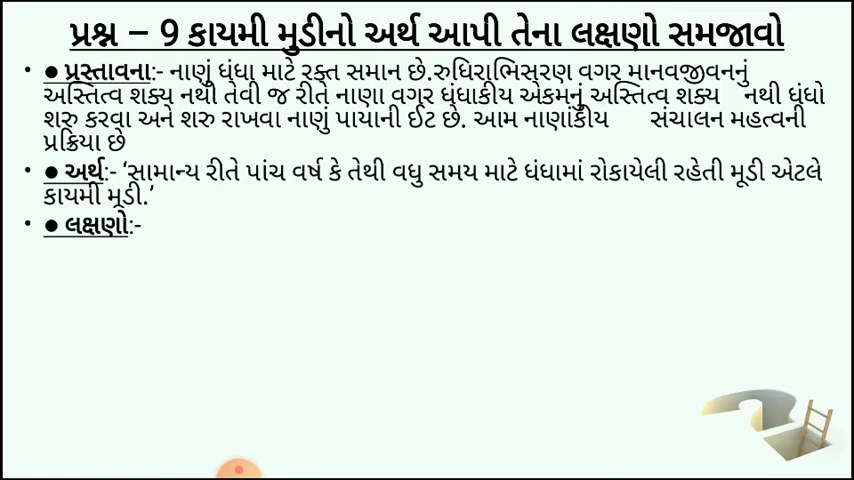 પ્રશ્ન – 9 કાયમી મુડીનો અર્થ આપી તેના લક્ષણો સમજાવો
• ● પ્રસ્તાવના:- નાણું ધંધા માટે રક્ત સમાન છે.રુધિરાભિસરણ વગર માનવજીવનનું
અસ્તિત્વ શક્ય નથી તેવી જ રીતે નાણા વગર ધંધાકીય એકમનું અસ્તિત્વ શક્ય નથી ધંધો
શરુ કરવા અને શરુ રાખવા નાણું પાયાની ઈંટ છે. આમ નાણાંકીય સંચાલન મહત્વની
પ્રક્રિયા છે
• ● અર્થ:- ‘સામાન્ય રીતે પાંચ વર્ષ કે તેથી વધુ સમય માટે ધંધામાં રોકાયેલી રહેતી મૂડી એટલે
કાયમી મૂડી.’
• ● લક્ષણો:-